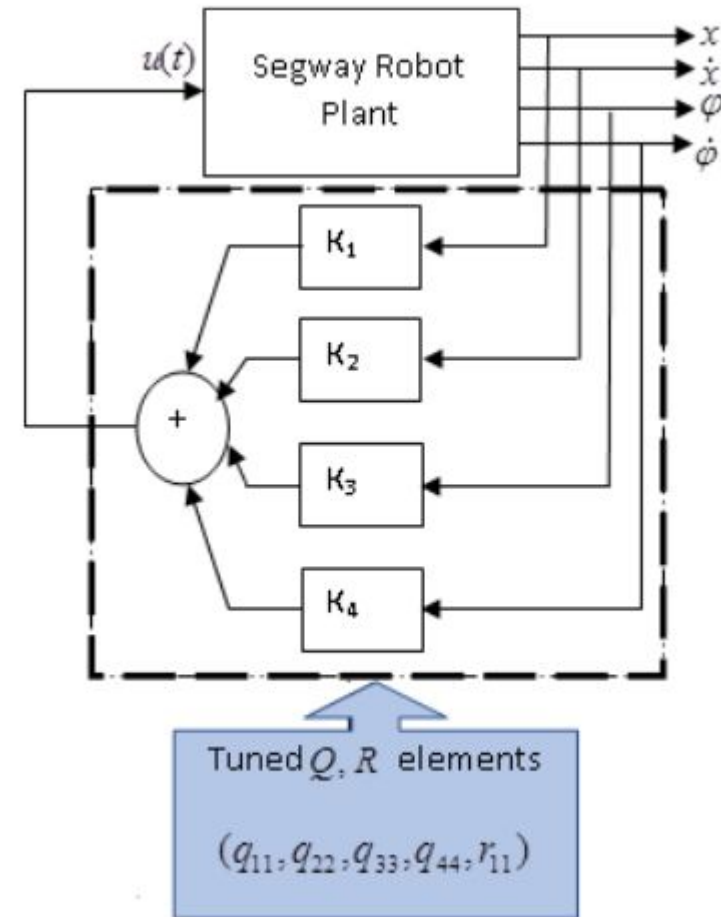 u(t)
Segway Robot
Plant
x
ẋ
φ
φ̇
K₁
K₂
K₃
K₄
+
Tuned Q, R elements
(q₁₁, q₂₂, q₃₃, q₄₄, r₁₁)